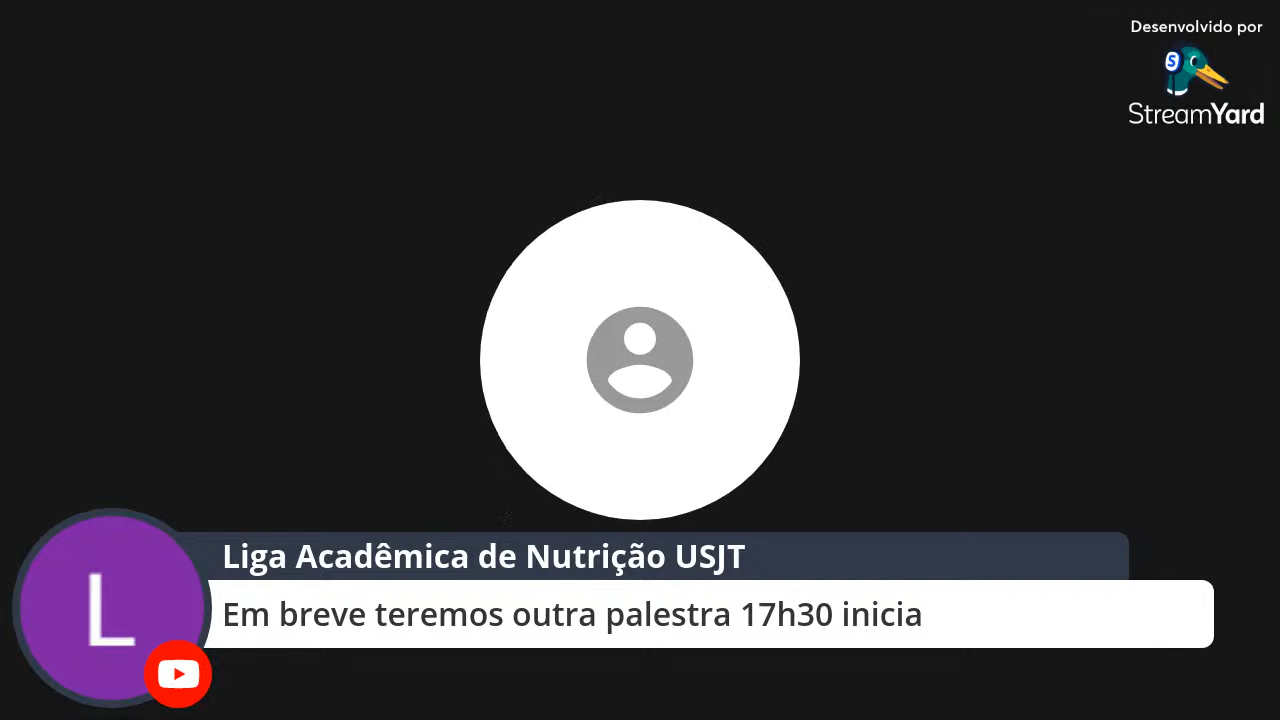 Desenvolvido por
S
StreamYard
Liga Acadêmica de Nutrição USJT
Em breve teremos outra palestra 17h30 inicia
L